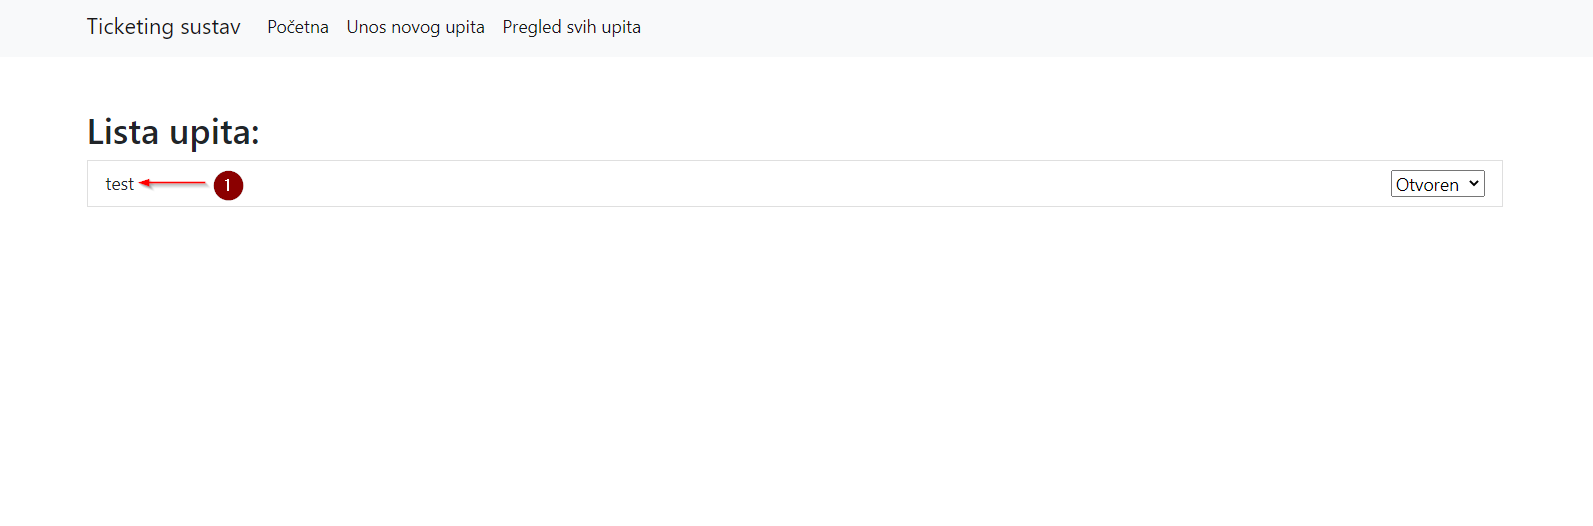 Ticketing sustav Početna Unos novog upita Pregled svih upita
Lista upita:
test 1 Otvoren